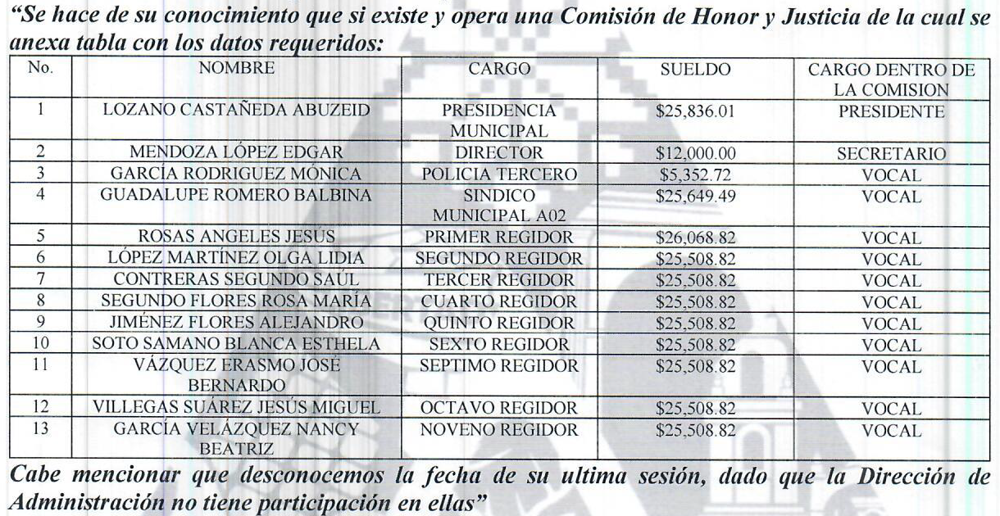 “Se hace de su conocimiento que si existe y opera una Comisión de Honor y Justicia de la cual se
anexa tabla con los datos requeridos:
No. NOMBRE CARGO SUELDO CARGO DENTRO DE
LA COMISION
1 LOZANO CASTAÑEDA ABUZEID PRESIDENCIA $25,836.01 PRESIDENTE
MUNICIPAL
2 MENDOZA LÓPEZ EDGAR DIRECTOR $12,000.00 SECRETARIO
3 GARCÍA RODRIGUEZ MÓNICA POLICIA TERCERO $5,352.72 VOCAL
4 GUADALUPE ROMERO BALBINA SINDICO $25,649.49 VOCAL
MUNICIPAL A02
5 ROSAS ANGELES JESÚS PRIMER REGIDOR $26,068.82 VOCAL
6 LÓPEZ MARTÍNEZ OLGA LIDIA SEGUNDO REGIDOR $25,508.82 VOCAL
7 CONTRERAS SEGUNDO SAÚL TERCER REGIDOR $25,508.82 VOCAL
8 SEGUNDO FLORES ROSA MARÍA CUARTO REGIDOR $25,508.82 VOCAL
9 JIMÉNEZ FLORES ALEJANDRO QUINTO REGIDOR $25,508.82 VOCAL
10 SOTO SAMANO BLANCA ESTHELA SEXTO REGIDOR $25,508.82 VOCAL
11 VÁZQUEZ ERASMO JOSÉ SEPTIMO REGIDOR $25,508.82 VOCAL
BERNARDO
12 VILLEGAS SUÁREZ JESÚS MIGUEL OCTAVO REGIDOR $25,508.82 VOCAL
13 GARCÍA VELÁZQUEZ NANCY NOVENO REGIDOR $25,508.82 VOCAL
BEATRIZ
Cabe mencionar que desconocemos la fecha de su ultima sesión, dado que la Dirección de
Administración no tiene participación en ellas”